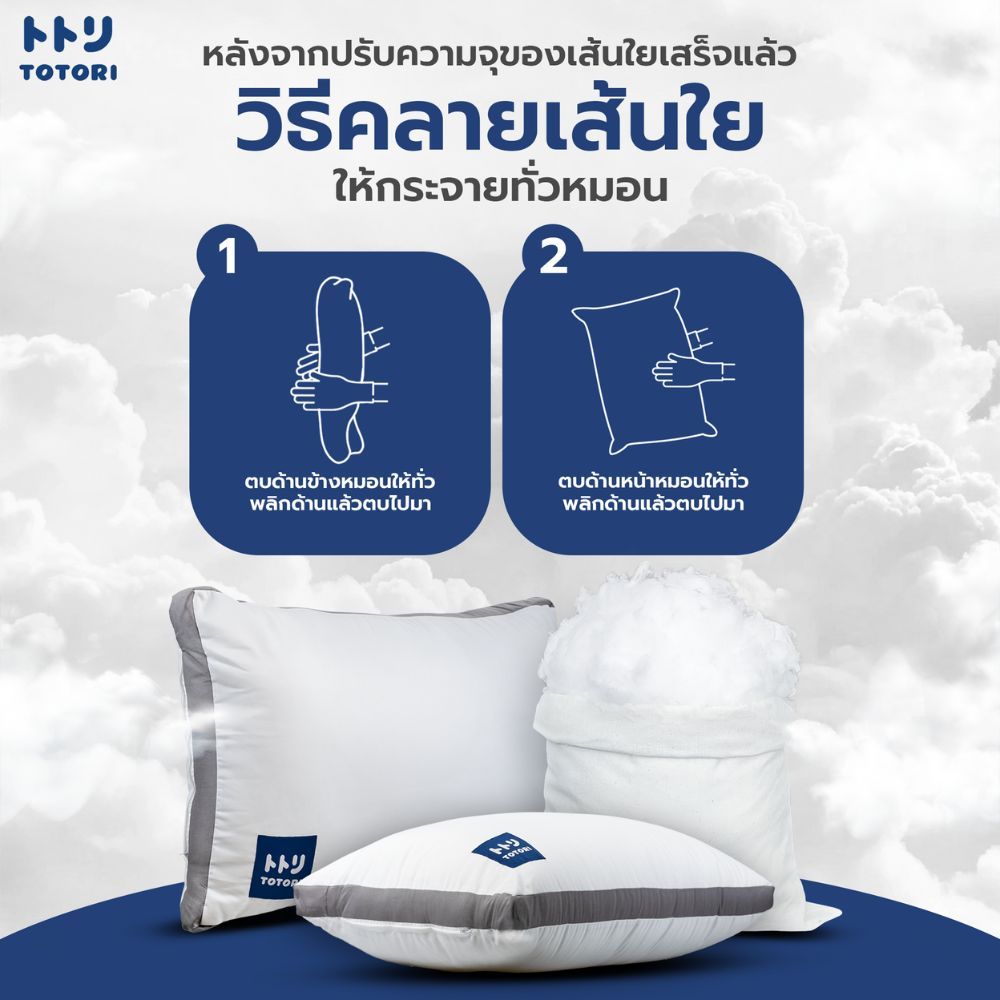 トトリ
TOTORI
หลังจากปรับความจุของเส้นใยเสร็จแล้ว
วิธีคลายเส้นใย
ให้กระจายทั่วหมอน
1
2
ตบด้านข้างหมอนให้ทั่ว
พลิกด้านแล้วตบไปมา
ตบด้านหน้าหมอนให้ทั่ว
พลิกด้านแล้วตบไปมา
トトリ
TOTORI
トトリ
TOTORI